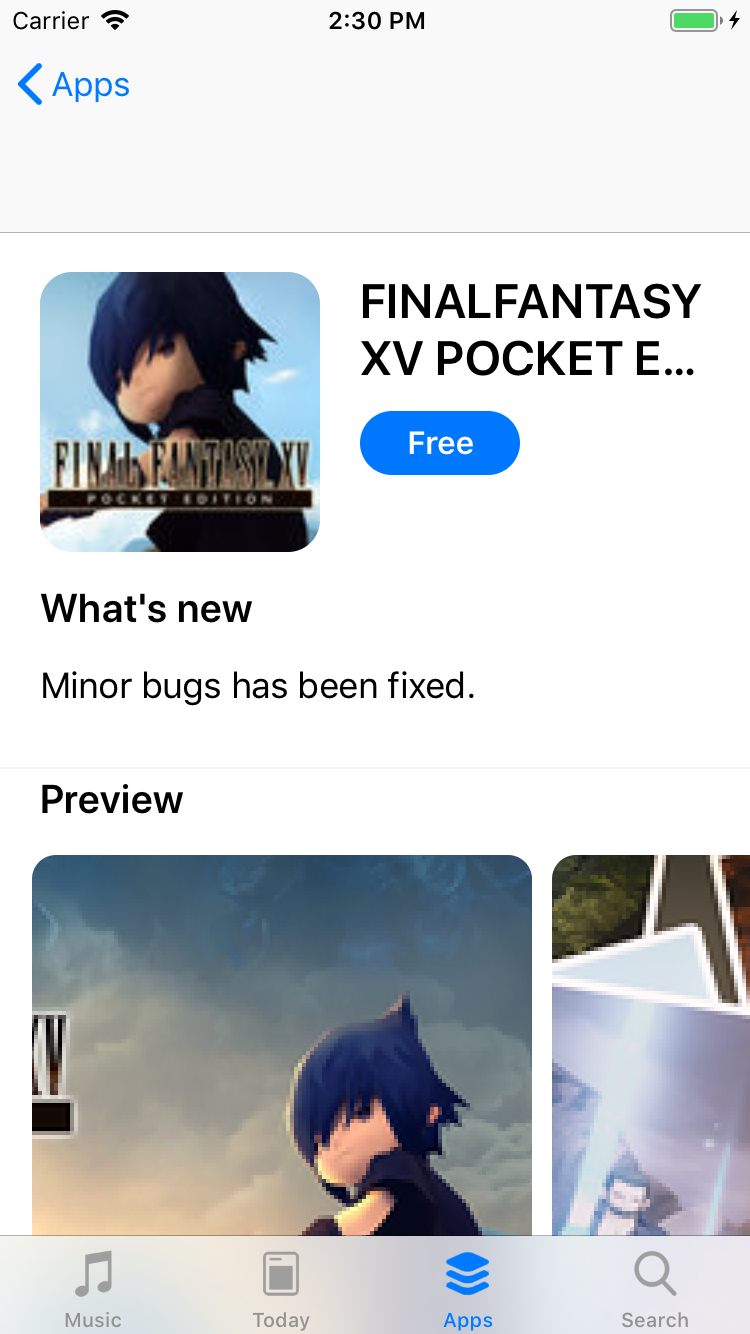 Carrier 2:30 PM
Apps
FINALFANTASY
XV POCKET E...
Free
FINAL FANTASY XV
POCKET EDITION
What's new
Minor bugs has been fixed.
Preview
XV
Music Today Apps Search